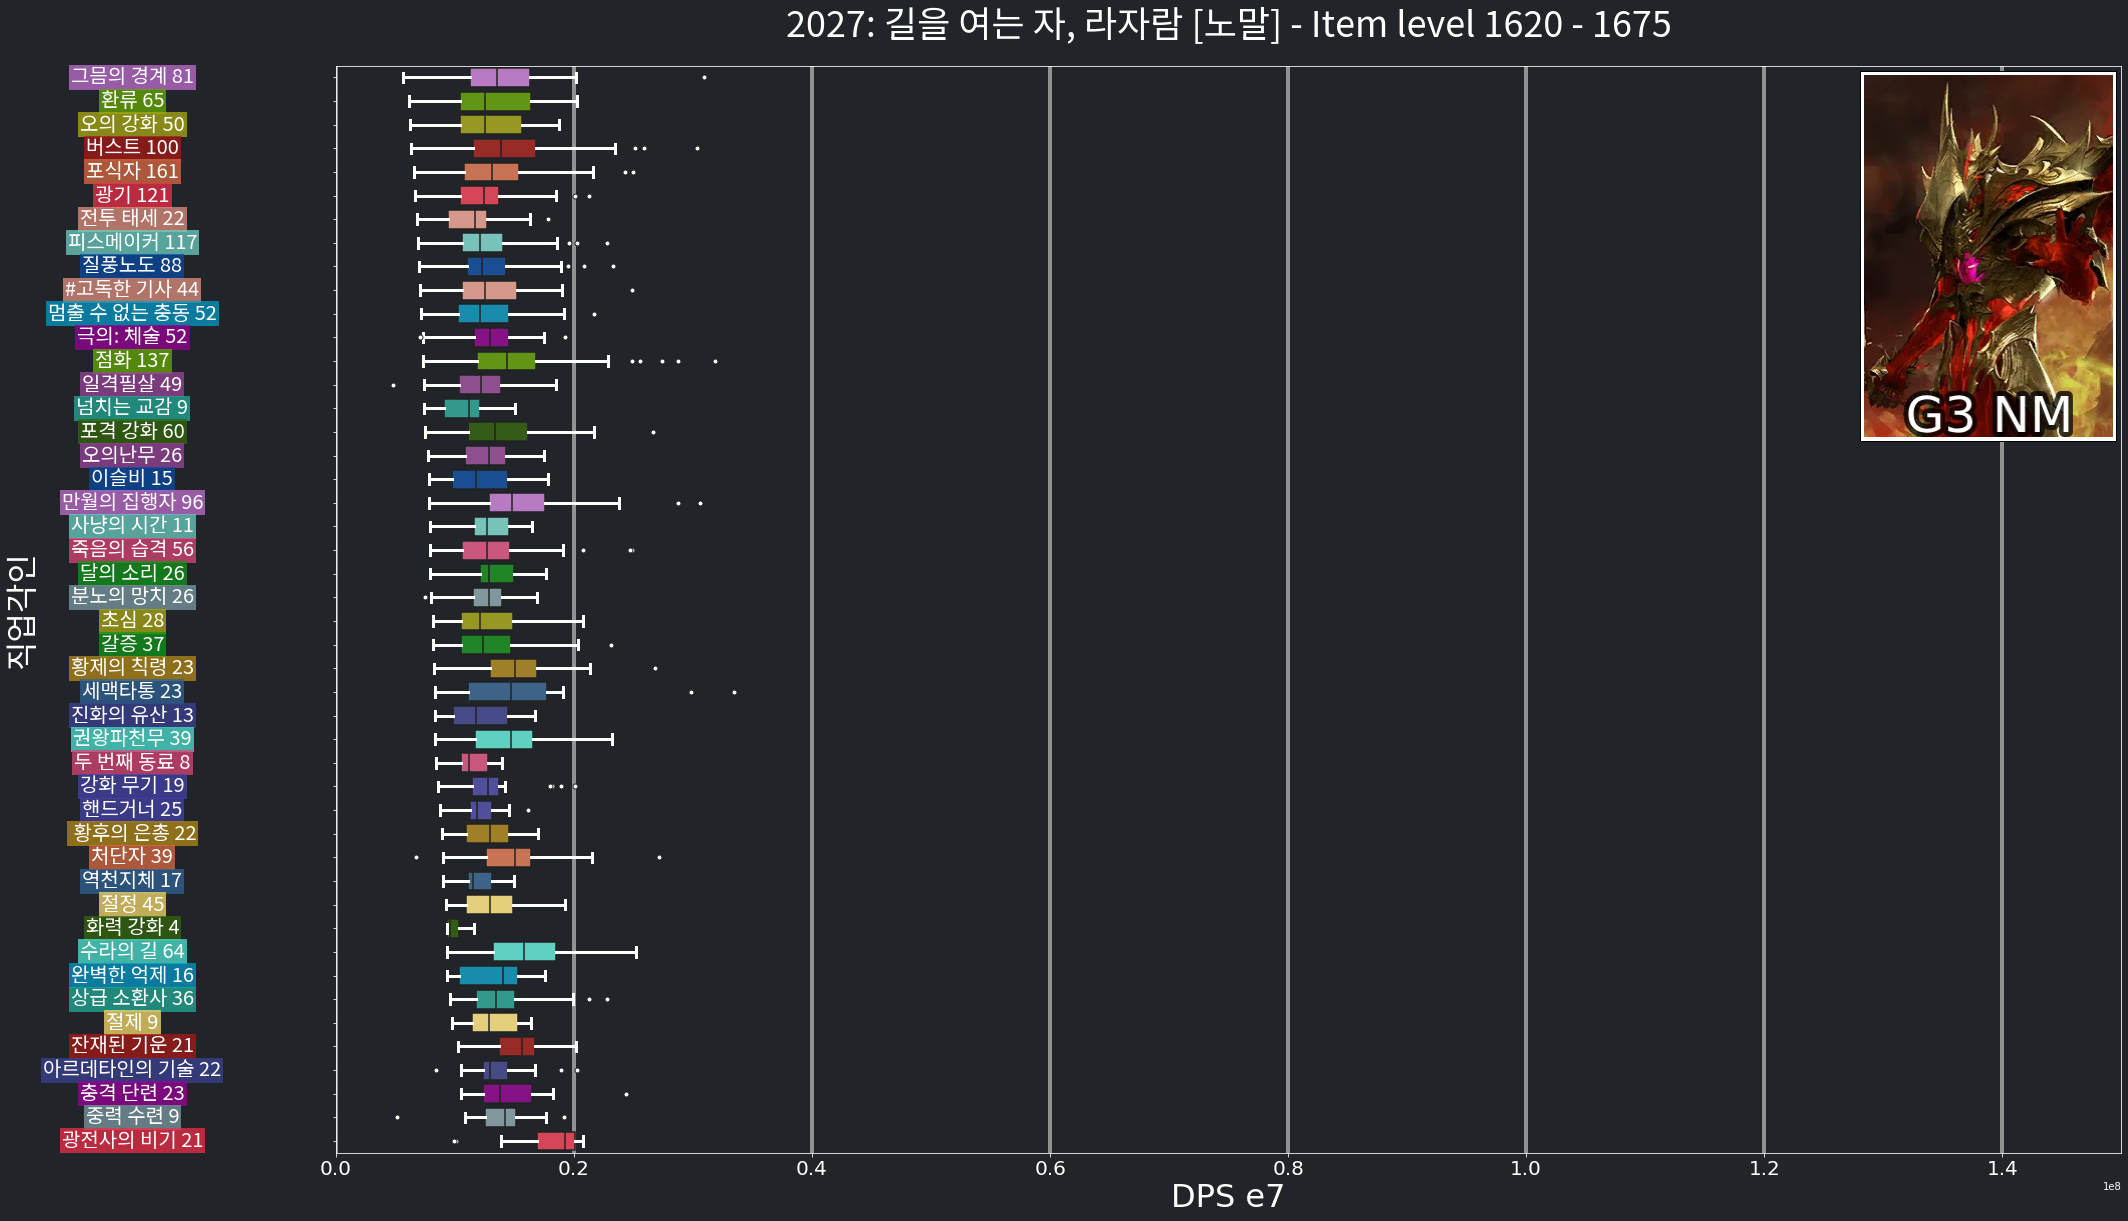 2027: 길을 여는 자, 라자람 [노말] - Item level 1620 - 1675
그믐의 경계 81
환류 65
오의 강화 50
버스트 100
포식자 161
광기 121
전투 태세 22
피스메이커 117
질풍노도 88
#고독한 기사 44
멈출 수 없는 충동 52
극의: 체술 52
점화 137
일격필살 49
넘치는 교감 9
포격 강화 60
오의난무 26
이슬비 15
만월의 집행자 96
사냥의 시간 11
죽음의 습격 56
달의 소리 26
분노의 망치 26
초심 28
갈증 37
황제의 칙령 23
세맥타통 23
진화의 유산 13
권왕파천무 39
두 번째 동료 8
강화 무기 19
핸드거너 25
황후의 은총 22
처단자 39
역천지체 17
절정 45
화력 강화 4
수라의 길 64
완벽한 억제 16
상급 소환사 36
절제 9
잔재된 기운 21
아르데타인의 기술 22
충격 단련 23
중력 수련 9
광전사의 비기 21
직업각인
G3 NM
0.0 0.2 0.4 0.6 0.8 1.0 1.2 1.4
1e8
DPS e7